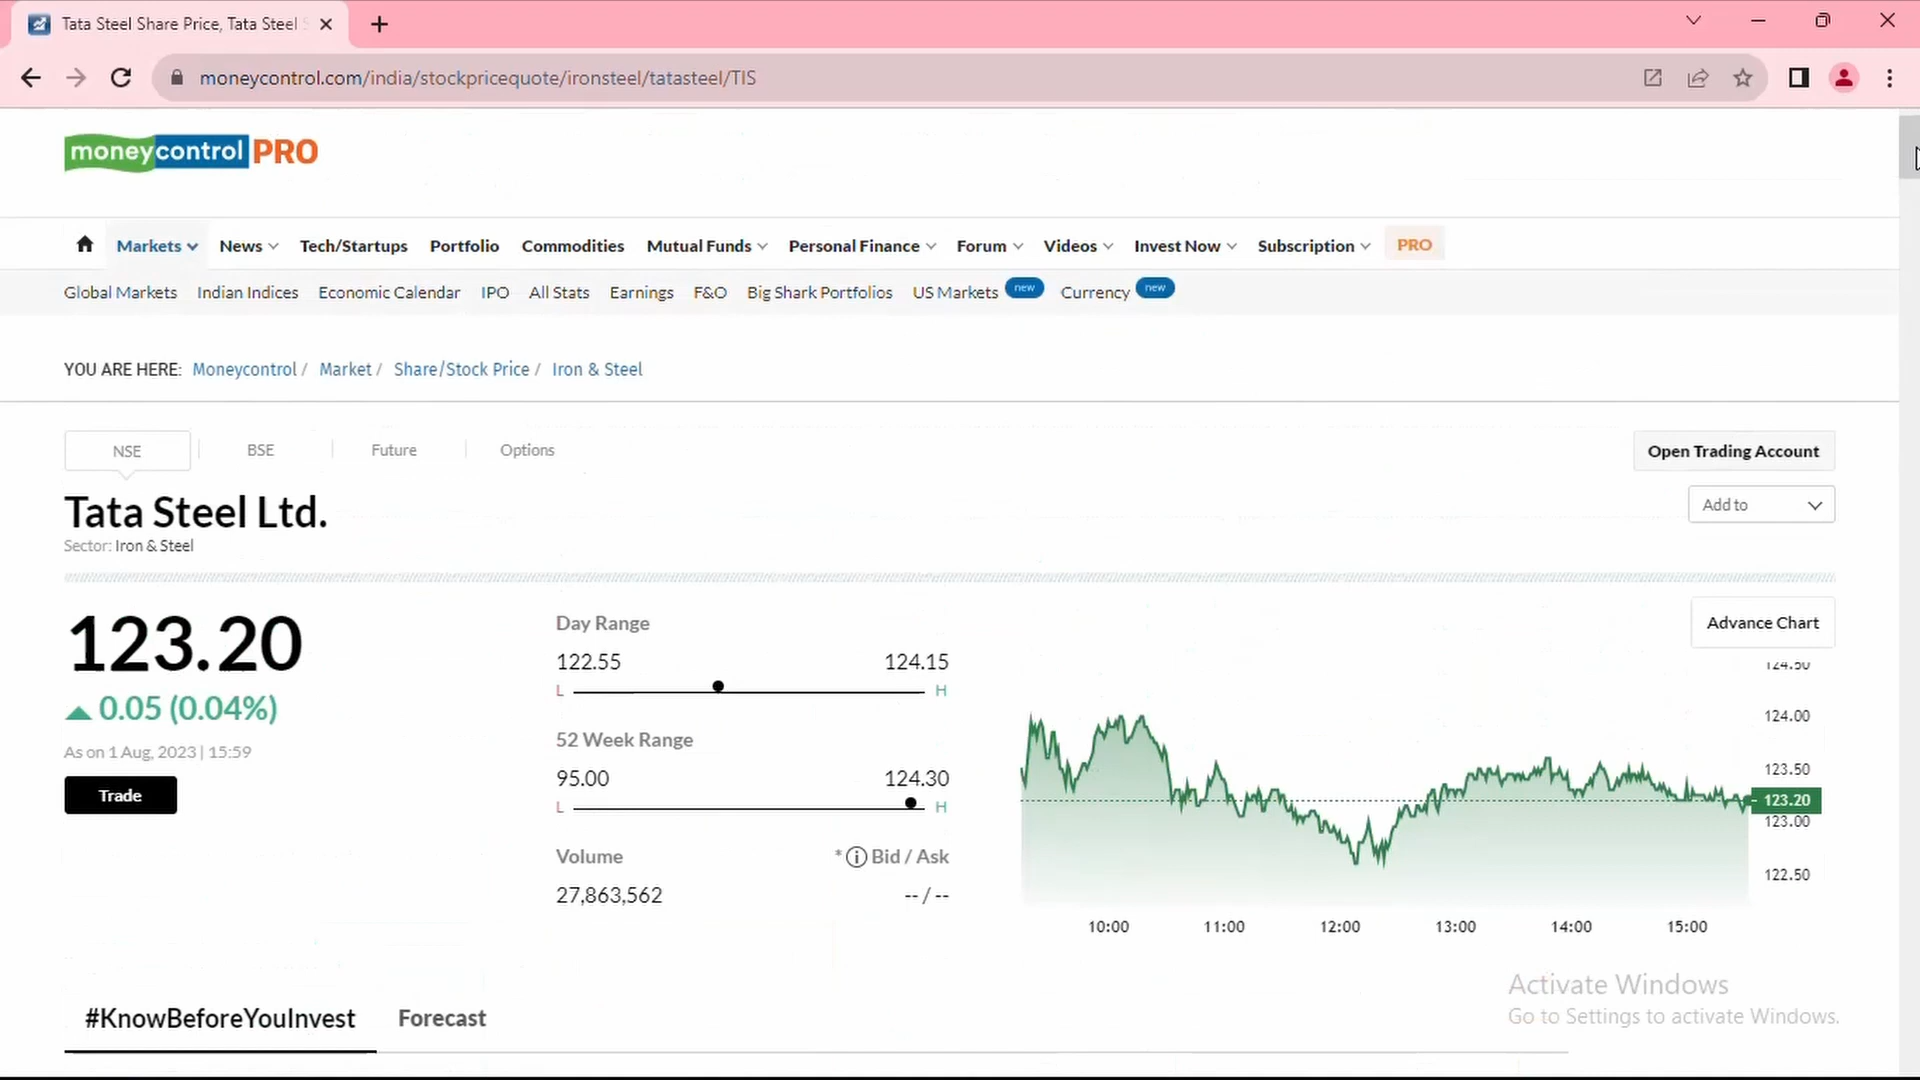 Tata Steel Share Price, Tata Steel
moneycontrol.com/india/stockpricequote/ironsteel/tatasteel/TIS
moneycontrol PRO
Markets News Tech/Startups Portfolio Commodities Mutual Funds Personal Finance Forum Videos Invest Now Subscription PRO
Global Markets Indian Indices Economic Calendar IPO All Stats Earnings F&O Big Shark Portfolios US Markets new Currency new
YOU ARE HERE: Moneycontrol / Market / Share/Stock Price / Iron & Steel
NSE BSE Future Options
Open Trading Account
Tata Steel Ltd.
Add to
Sector: Iron & Steel
123.20
0.05 (0.04%)
As on 1 Aug, 2023 | 15:59
Trade
Day Range
122.55 124.15
L H
52 Week Range
95.00 124.30
L H
Volume * i Bid / Ask
27,863,562 -- / --
Advance Chart
124.50
124.00
123.50
123.20
123.00
122.50
10:00 11:00 12:00 13:00 14:00 15:00
#KnowBeforeYouInvest Forecast
Activate Windows
Go to Settings to activate Windows.